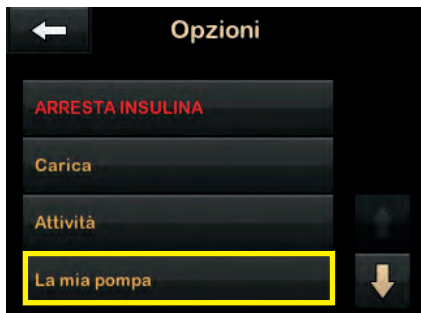 Opzioni
ARRESTA INSULINA
Carica
Attività
La mia pompa